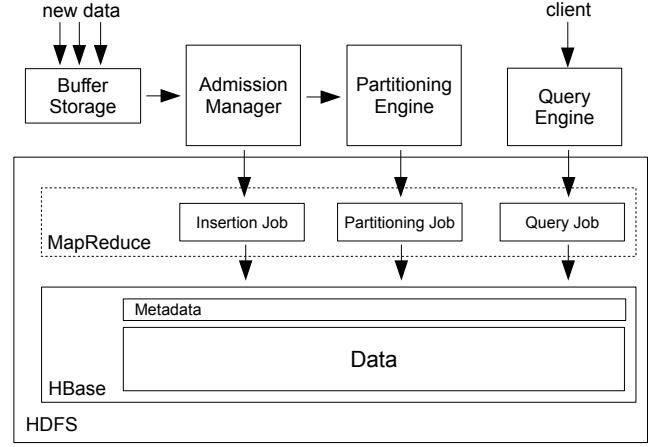 new data
client
Buffer
Storage
Admission
Manager
Partitioning
Engine
Query
Engine
Insertion Job
Partitioning Job
Query Job
MapReduce
Metadata
Data
HBase
HDFS